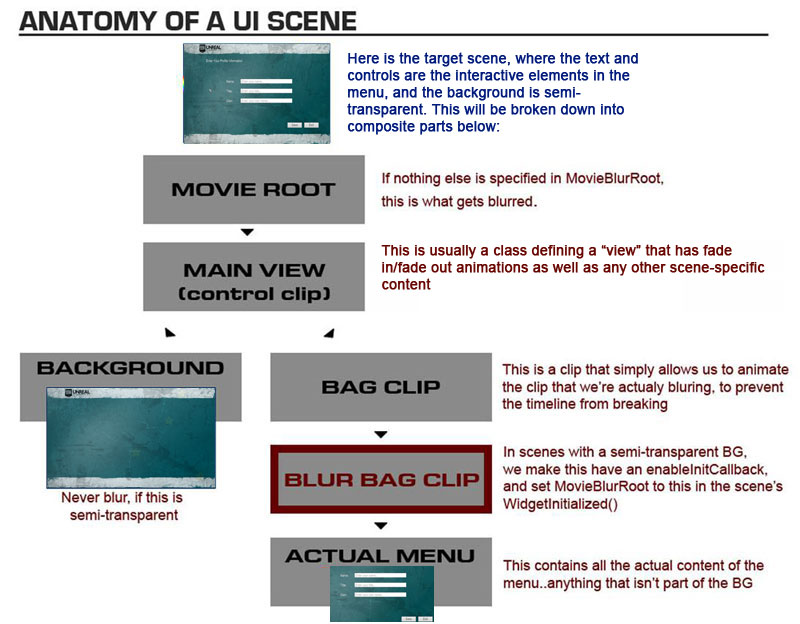 ANATOMY OF A UI SCENE
UNREAL
Here is the target scene, where the text and
controls are the interactive elements in the
menu, and the background is semi-
transparent. This will be broken down into
composite parts below:
MOVIE ROOT
If nothing else is specified in MovieBlurRoot,
this is what gets blurred.
MAIN VIEW
(control clip)
This is usually a class defining a “view” that has fade
in/fade out animations as well as any other scene-specific
content
BACKGROUND
UNREAL
Never blur, if this is
semi-transparent
BAG CLIP
This is a clip that simply allows us to animate
the clip that we’re actualy bluring, to prevent
the timeline from breaking
BLUR BAG CLIP
In scenes with a semi-transparent BG,
we make this have an enableInitCallback,
and set MovieBlurRoot to this in the scene’s
WidgetInitialized()
ACTUAL MENU
This contains all the actual content of the
menu..anything that isn’t part of the BG